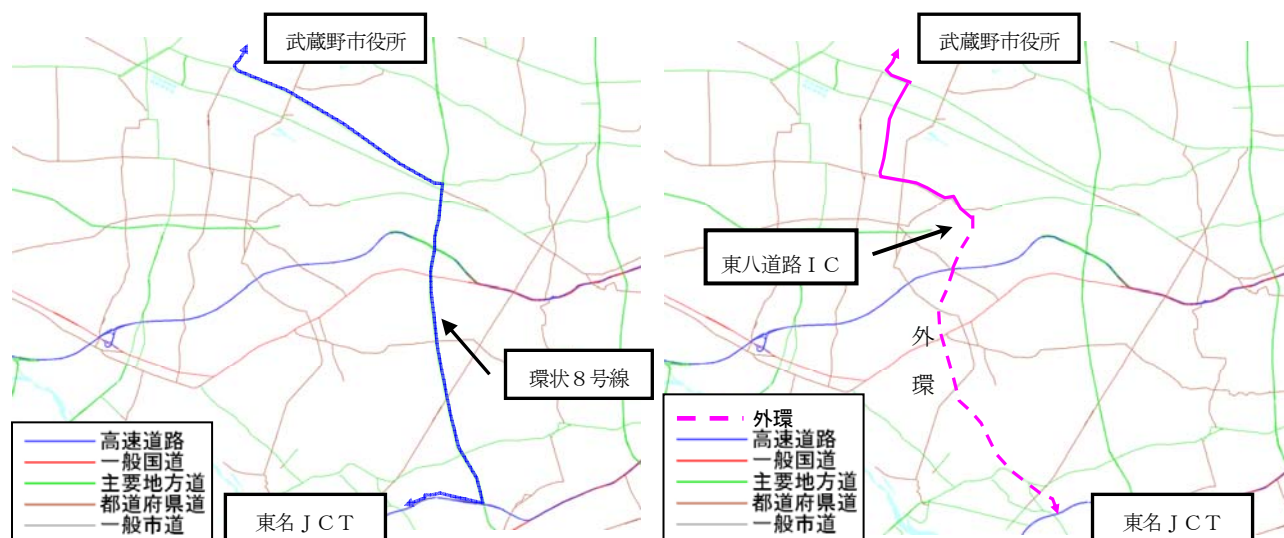 武蔵野市役所
環状８号線
高速道路
一般国道
主要地方道
都道府県道
一般市道
東名ＪＣＴ
武蔵野市役所
東八道路ＩＣ
外
環
外環
高速道路
一般国道
主要地方道
都道府県道
一般市道
東名ＪＣＴ